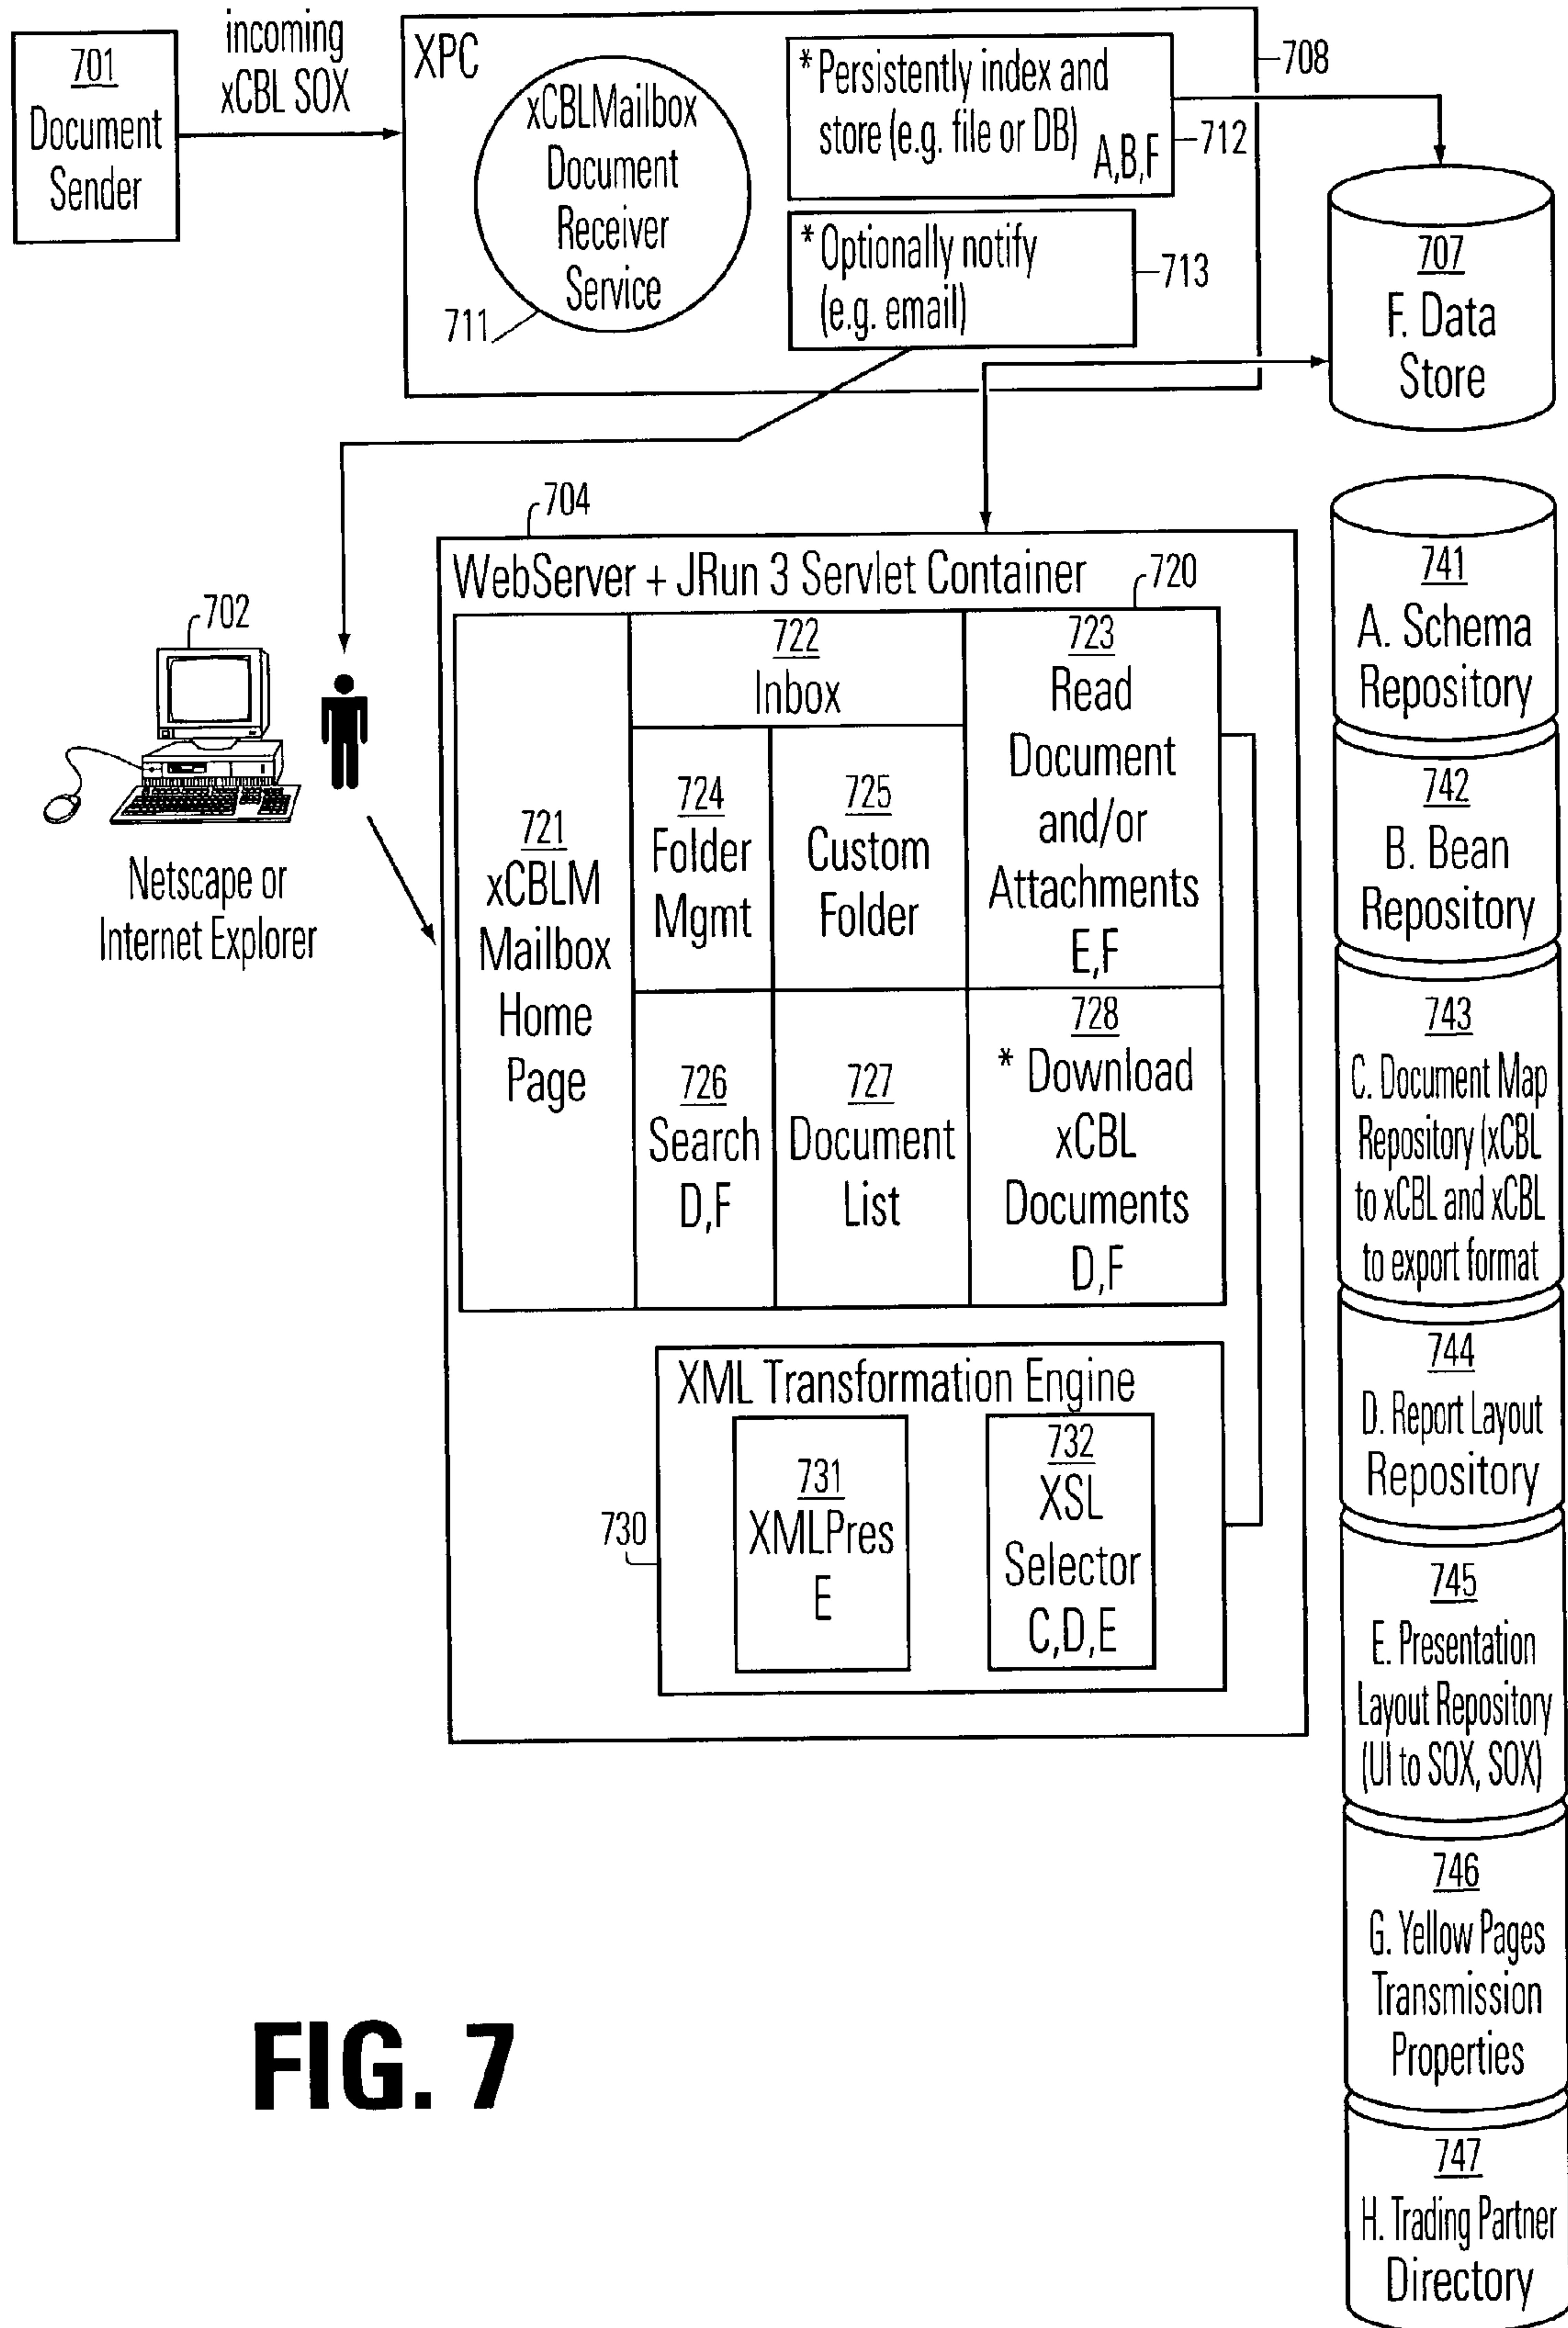 701
Document
Sender
incoming
xCBL SOX
XPC
xCBLMailbox
Document
Receiver
Service
711
* Persistently index and
store (e.g. file or DB)
A,B,F
708
712
* Optionally notify
(e.g. email)
713
707
F. Data
Store
704
WebServer + JRun 3 Servlet Container
720
702
Netscape or
Internet Explorer
721
xCBLM
Mailbox
Home
Page
722
Inbox
723
Read
Document
and/or
Attachments
E,F
724
Folder
Mgmt
725
Custom
Folder
726
Search
D,F
727
Document
List
728
* Download
xCBL
Documents
D,F
XML Transformation Engine
730
731
XMLPres
E
732
XSL
Selector
C,D,E
741
A. Schema
Repository
742
B. Bean
Repository
743
C. Document Map
Repository (xCBL
to xCBL and xCBL
to export format
744
D. Report Layout
Repository
745
E. Presentation
Layout Repository
(UI to SOX, SOX)
746
G. Yellow Pages
Transmission
Properties
747
H. Trading Partner
Directory
FIG. 7